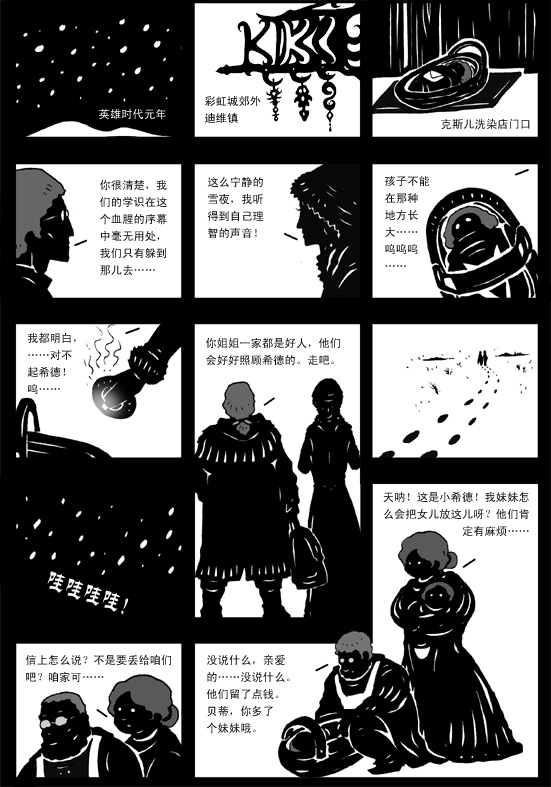 英雄时代元年
彩虹城郊外
迪维镇
克斯儿洗染店门口
你很清楚，我
们的学识在这
个血腥的序幕
中毫无用处，
我们只有躲到
那儿去……
这么宁静的
雪夜，我听
得到自己理
智的声音！
孩子不能
在那种
地方长
大……
呜呜呜
……
我都明白，
……对不
起希德！
呜……
你姐姐一家都是好人，他们
会好好照顾希德的。走吧。
哇哇哇哇！
天呐！这是小希德！我妹妹怎
么会把女儿放这儿呀？他们肯
定有麻烦……
信上怎么说？不是要丢给咱们
吧？咱家可……
没说什么，亲爱
的……没说什么。
他们留了点钱。
贝蒂，你多了
个妹妹哦。